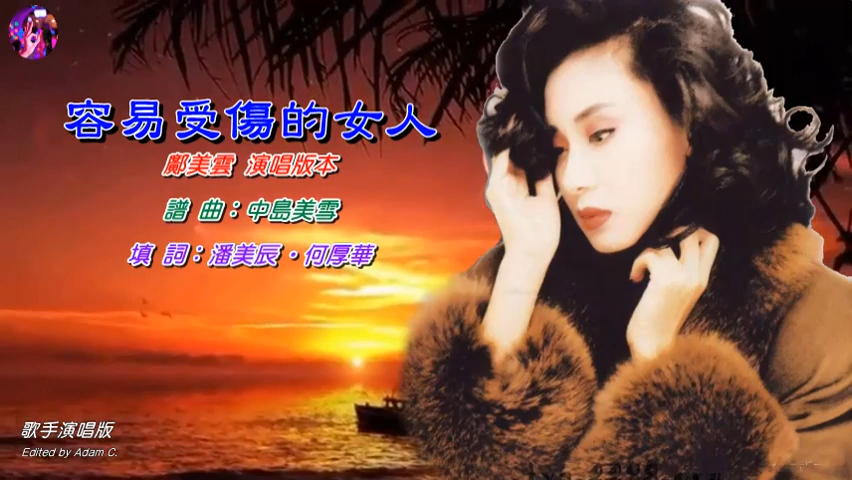 容易受傷的女人
鄺美雲 演唱版本
譜 曲：中島美雪
填 詞：潘美辰・何厚華
歌手演唱版
Edited by Adam C.